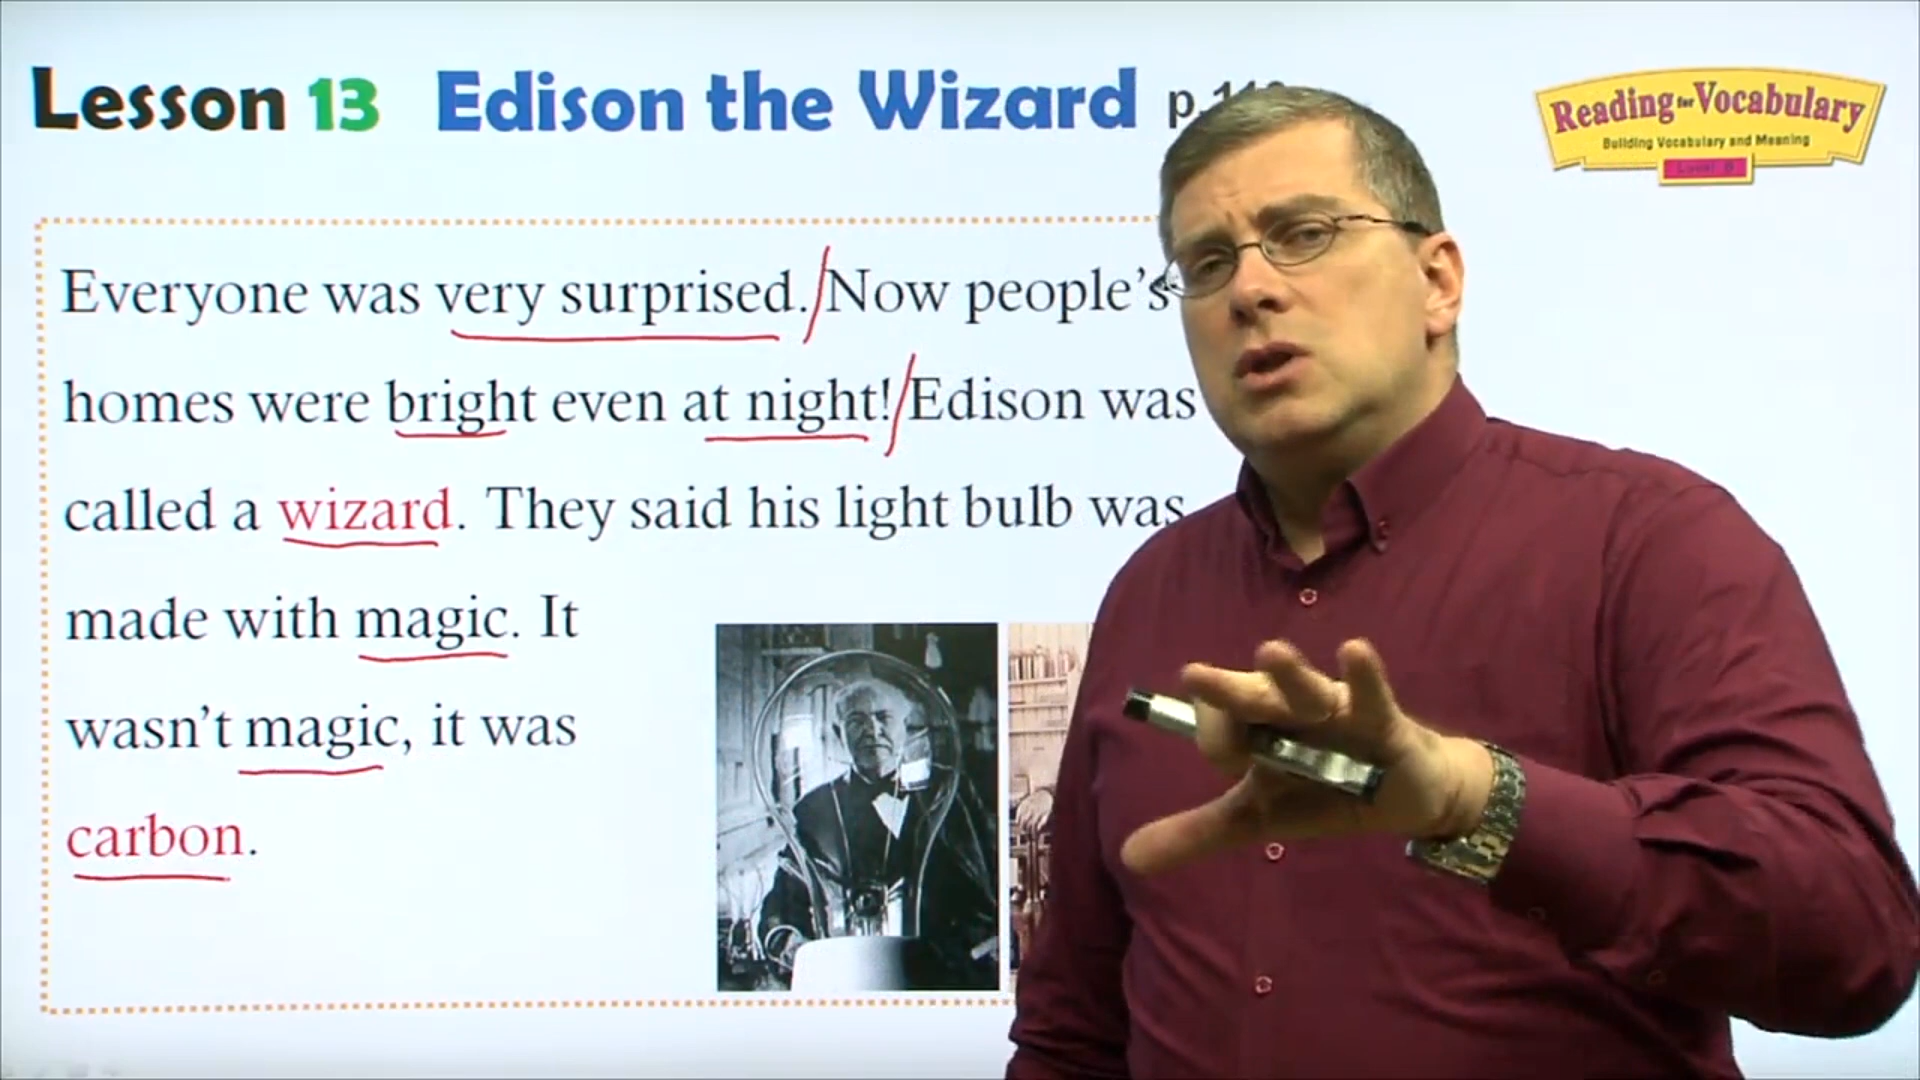 Lesson 13 Edison the Wizard
Reading for Vocabulary
Building Vocabulary and Meaning
Everyone was very surprised. Now people's
homes were bright even at night! Edison was
called a wizard. They said his light bulb was
made with magic. It
wasn't magic, it was
carbon.